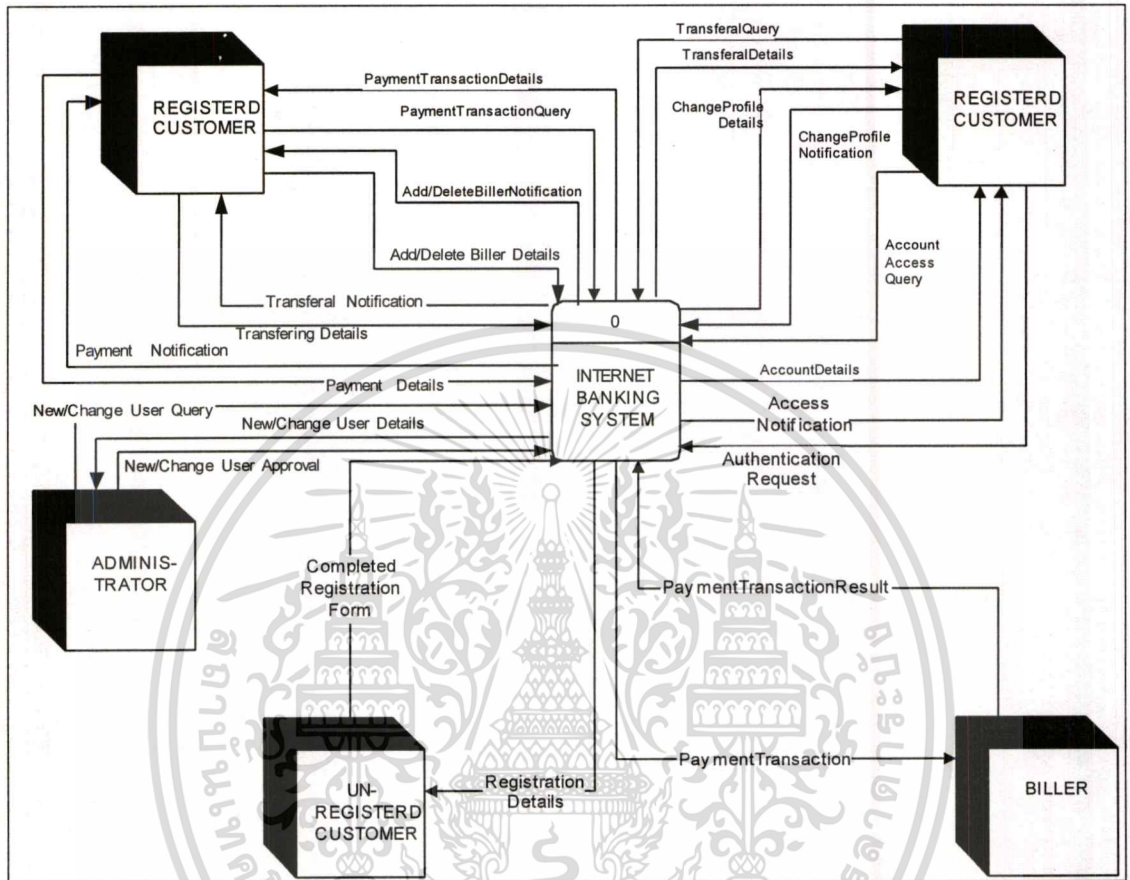 TransferalQuery
TransferalDetails
PaymentTransactionDetails
REGISTERD
CUSTOMER
PaymentTransactionQuery
ChangeProfile
Details
ChangeProfile
Notification
REGISTERD
CUSTOMER
Add/DeleteBillerNotification
Add/Delete Biller Details
Account
Access
Query
Transferal Notification
Transfering Details
0
INTERNET
BANKING
SYSTEM
Payment Notification
Payment Details
AccountDetails
New/Change User Query
New/Change User Details
New/Change User Approval
Access
Notification
Authentication
Request
ADMINIS-
TRATOR
Completed
Registration
Form
PaymentTransactionResult
PaymentTransaction
Registration
Details
UN-
REGISTERD
CUSTOMER
BILLER